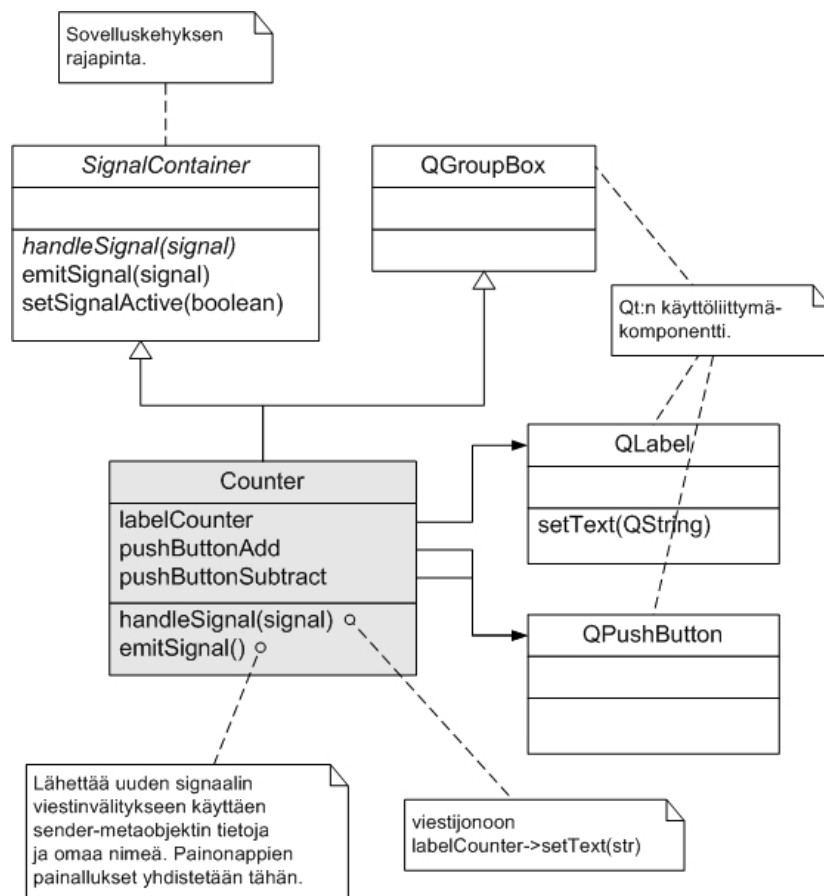 Sovelluskehyksen
rajapinta.
SignalContainer
handleSignal(signal)
emitSignal(signal)
setSignalActive(boolean)
QGroupBox
Qt:n käyttöliittymä-
komponentti.
Counter
labelCounter
pushButtonAdd
pushButtonSubtract
handleSignal(signal)
emitSignal()
QLabel
setText(QString)
QPushButton
Lähettää uuden signaalin
viestinvälitykseen käyttäen
sender-metaobjektin tietoja
ja omaa nimeä. Painonappien
painallukset yhdistetään tähän.
viestijonoon
labelCounter->setText(str)